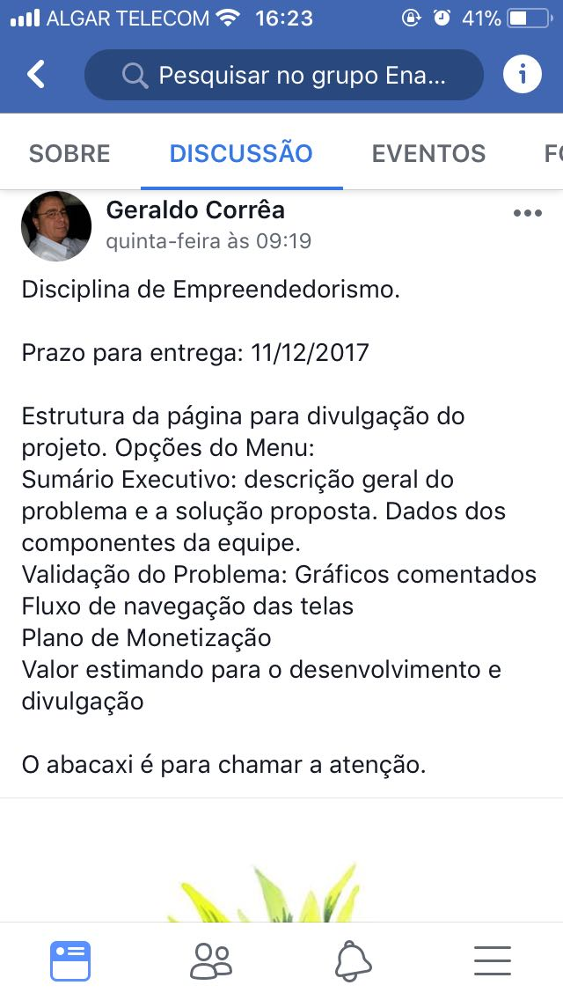 ALGAR TELECOM 16:23 41%
Pesquisar no grupo Ena...
SOBRE DISCUSSÃO EVENTOS
Geraldo Corrêa
quinta-feira às 09:19
Disciplina de Empreendedorismo.
Prazo para entrega: 11/12/2017
Estrutura da página para divulgação do
projeto. Opções do Menu:
Sumário Executivo: descrição geral do
problema e a solução proposta. Dados dos
componentes da equipe.
Validação do Problema: Gráficos comentados
Fluxo de navegação das telas
Plano de Monetização
Valor estimando para o desenvolvimento e
divulgação
O abacaxi é para chamar a atenção.